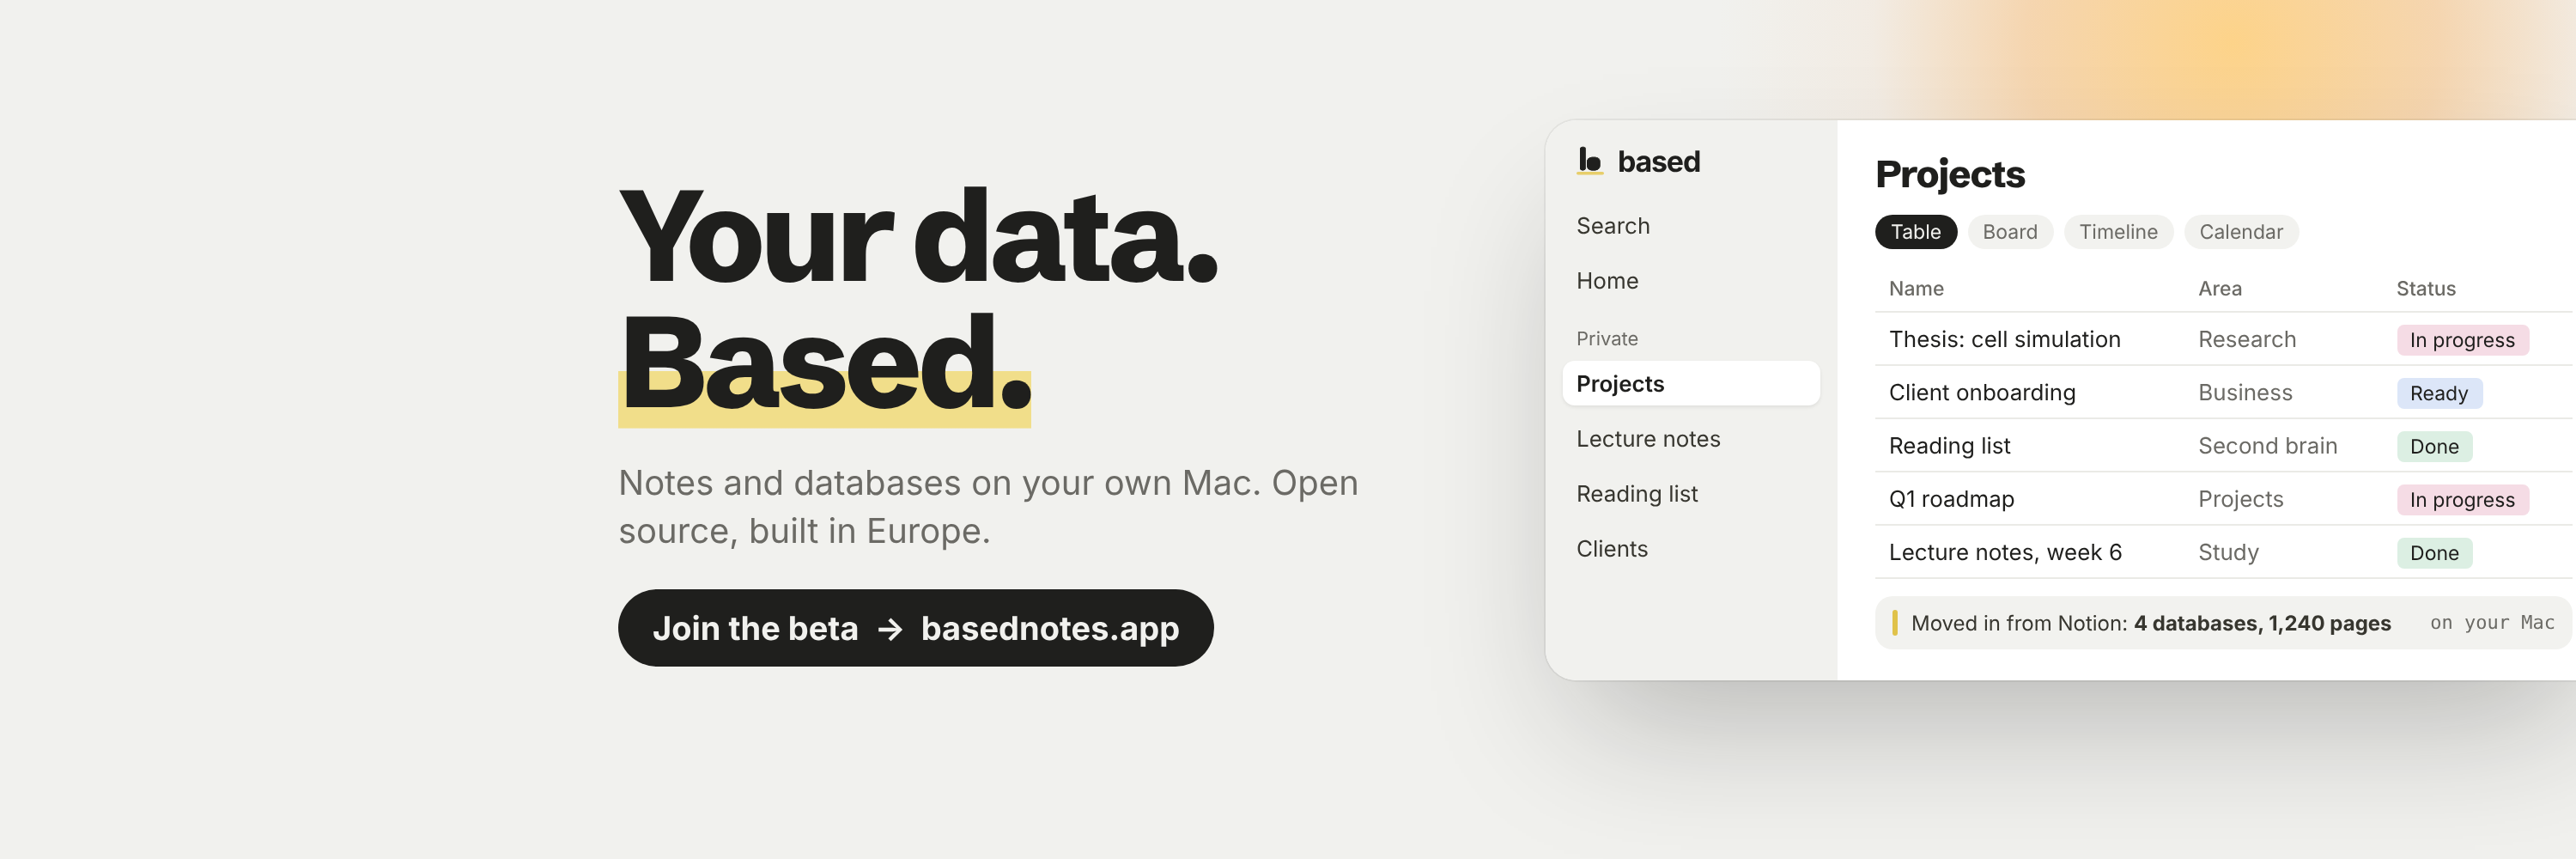 Your data.
Based.
Notes and databases on your own Mac. Open
source, built in Europe.
Join the beta → basednotes.app
based
Search
Home
Private
Projects
Lecture notes
Reading list
Clients
Projects
Table Board Timeline Calendar
Name Area Status
Thesis: cell simulation Research In progress
Client onboarding Business Ready
Reading list Second brain Done
Q1 roadmap Projects In progress
Lecture notes, week 6 Study Done
Moved in from Notion: 4 databases, 1,240 pages on your Mac